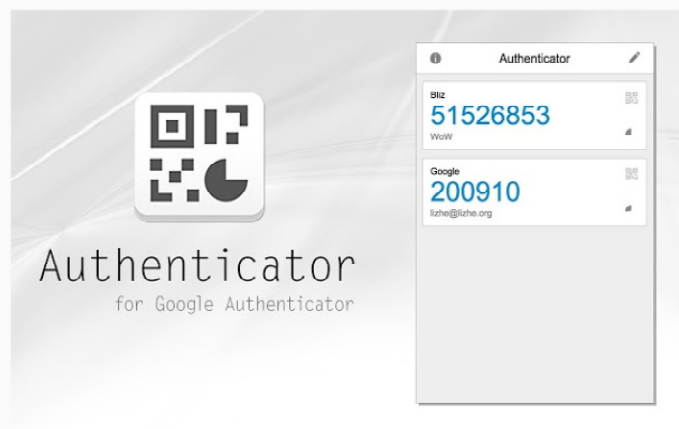 Authenticator
for Google Authenticator
Authenticator
Bliz
51526853
WoW
Google
200910
lizhe@lizhe.org